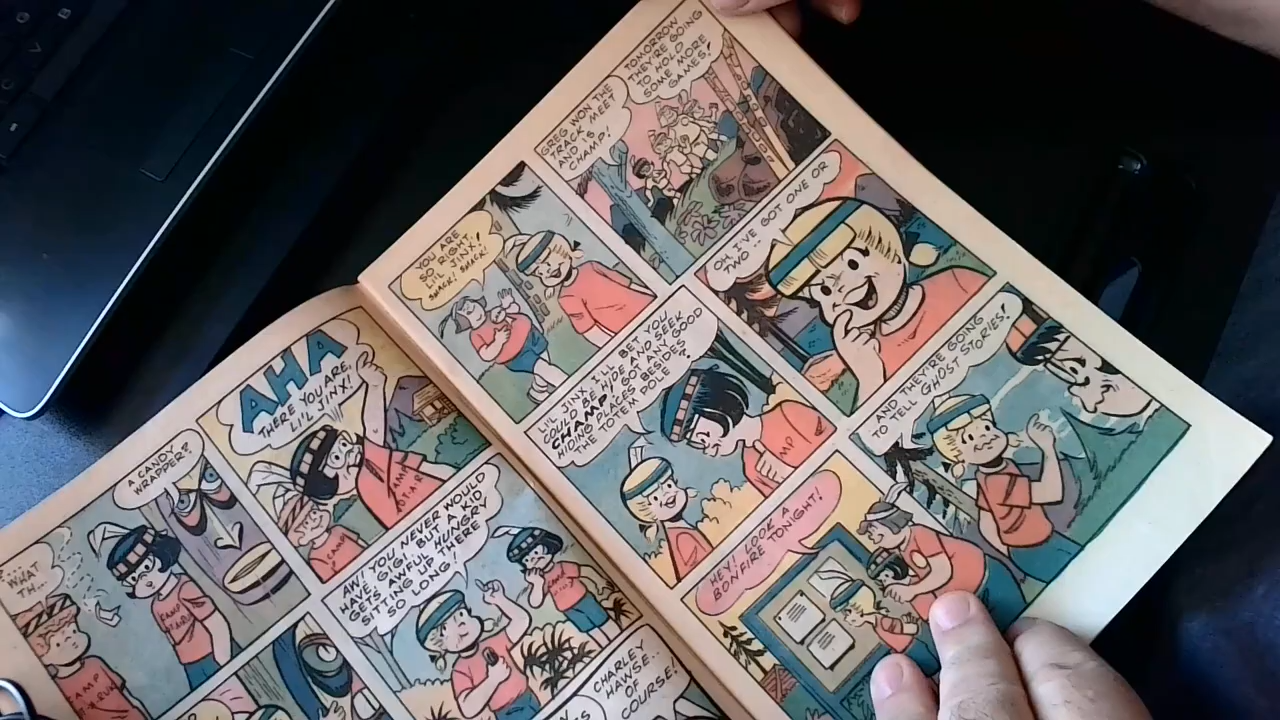 ..WHAT
TH..
A CANDY
WRAPPER?
AHA
THERE YOU ARE,
LI'L JINX!
AW! YOU NEVER WOULD
HAVE, GIGI, BUT A KID
GETS AWFUL HUNGRY
SITTING UP THERE
SO LONG!
CHARLEY
HAWSE..
OF
COURSE!
CAMP
CAMP
YOU ARE
SO RIGHT,
LI'L JINX!
SMACK! SMACK!
GREG WON THE
TRACK MEET
AND IS
CHAMP!
TOMORROW
THEY'RE GOING
TO HOLD
SOME MORE
GAMES!
LI'L JINX, I'LL BET YOU
COULD BE HIDE AND SEEK
CHAMP! GOT ANY GOOD
HIDING PLACES BESIDES
THE TOTEM POLE?
MP
OH I'VE GOT ONE OR
TWO...
HEY! LOOK A
BONFIRE TONIGHT!
AND THEY'RE GOING
TO TELL GHOST STORIES!